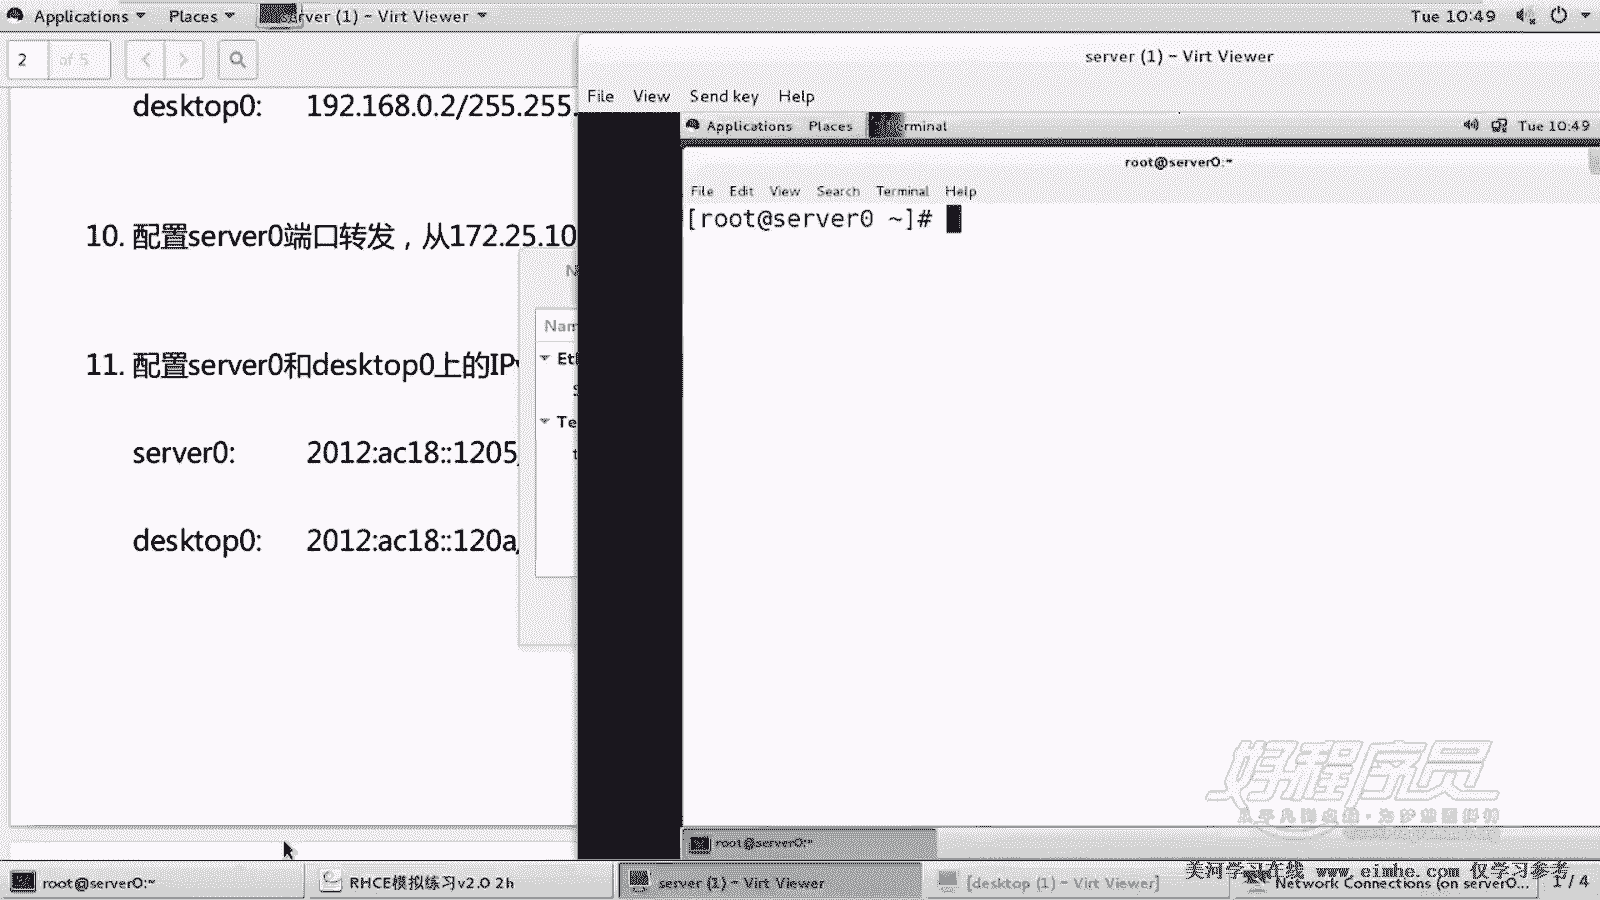 Applications Places server (1) - Virt Viewer Tue 10:49
2 of 5
server (1) - Virt Viewer
File View Send key Help
desktop0: 192.168.0.2/255.255.
10. 配置server0端口转发，从172.25.10
11. 配置server0和desktop0上的IPv
server0: 2012:ac18::1205/
desktop0: 2012:ac18::120a/
Nam
Et
Te
Applications Places Terminal Tue 10:49
root@server0:~
File Edit View Search Terminal Help
[root@server0 ~]#
好程序员
root@server0:~
root@server0:~ RHCE模拟练习v2.0 2h server (1) - Virt Viewer [desktop (1) - Virt Viewer] Network Connections (on server0... 1 / 4
美河学习在线 www.eimhe.com 仅学习参考